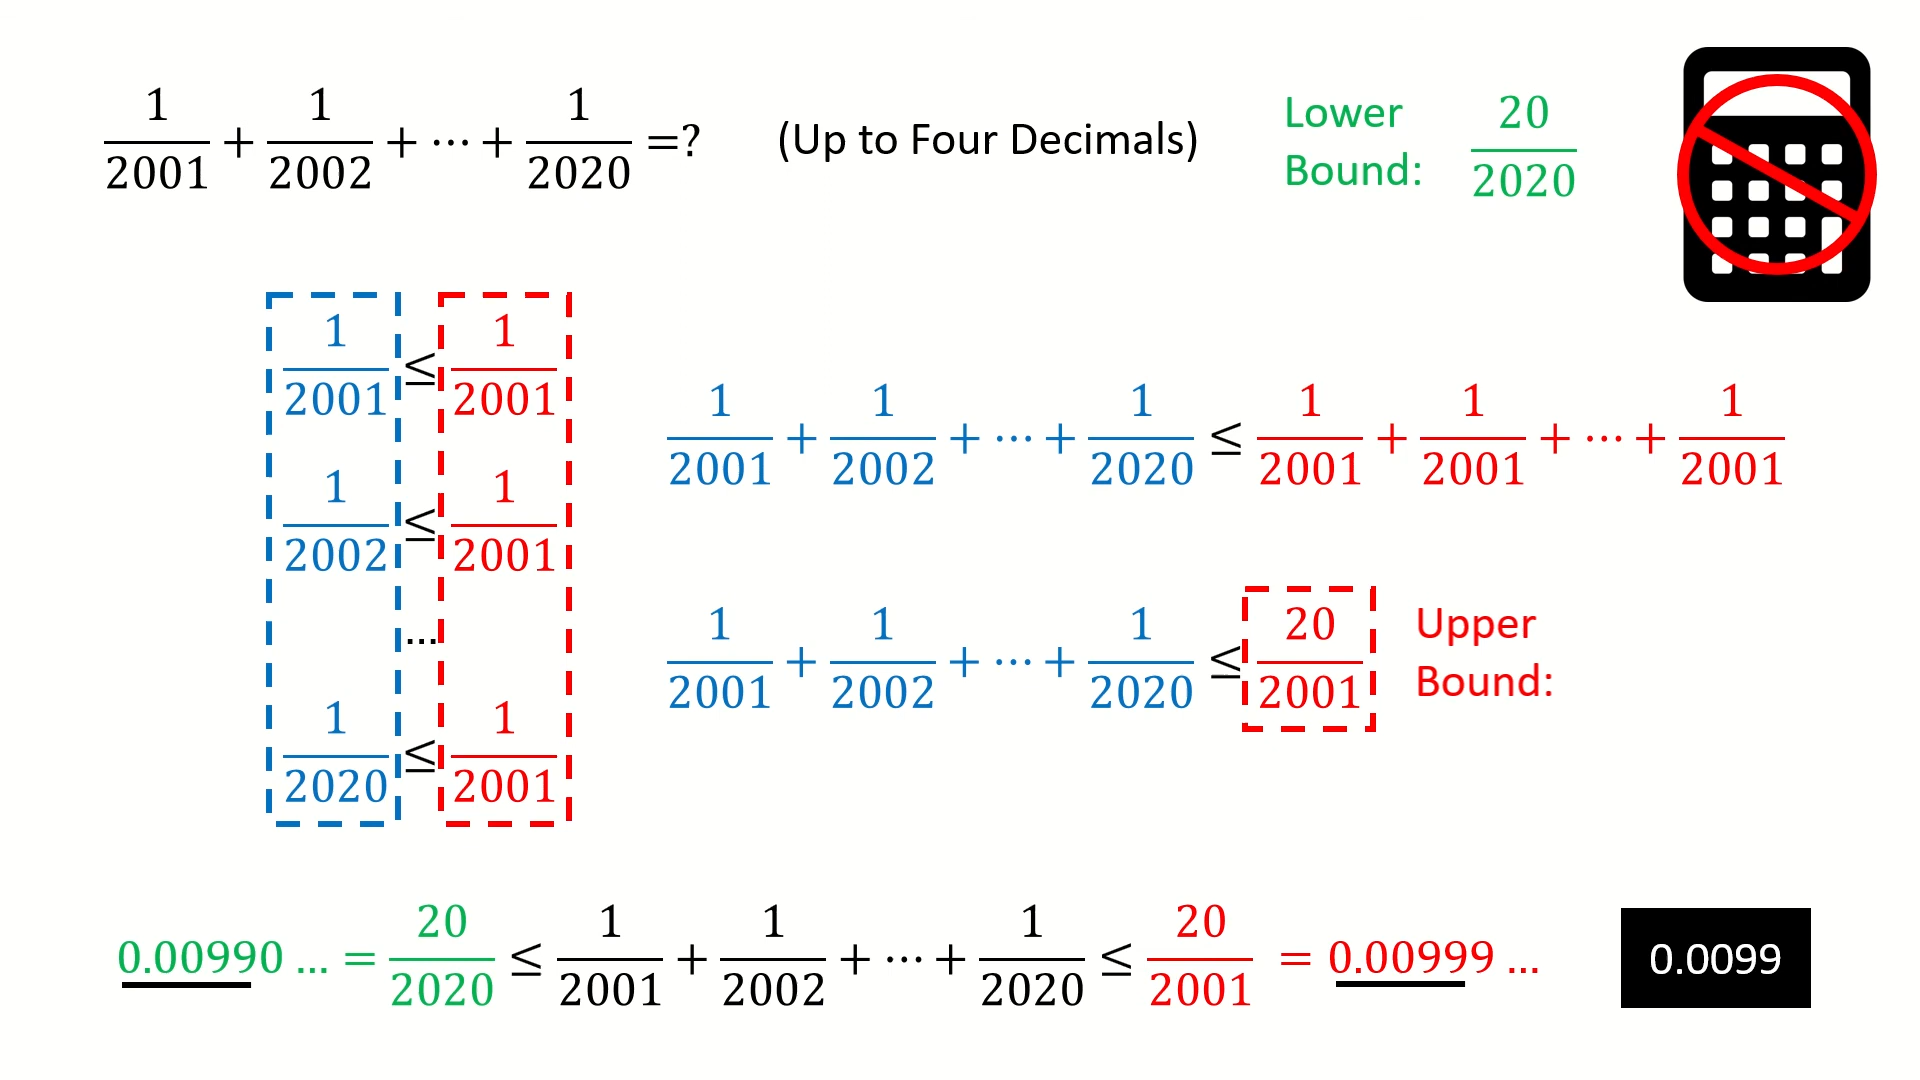 1/2001 + 1/2002 + ⋯ + 1/2020 =?
(Up to Four Decimals)
Lower Bound: 20/2020
1/2001 ≤ 1/2001
1/2002 ≤ 1/2001
...
1/2020 ≤ 1/2001
1/2001 + 1/2002 + ⋯ + 1/2020 ≤ 1/2001 + 1/2001 + ⋯ + 1/2001
1/2001 + 1/2002 + ⋯ + 1/2020 ≤ 20/2001
Upper
Bound:
0.00990 ... = 20/2020 ≤ 1/2001 + 1/2002 + ⋯ + 1/2020 ≤ 20/2001 = 0.00999 ...
0.0099